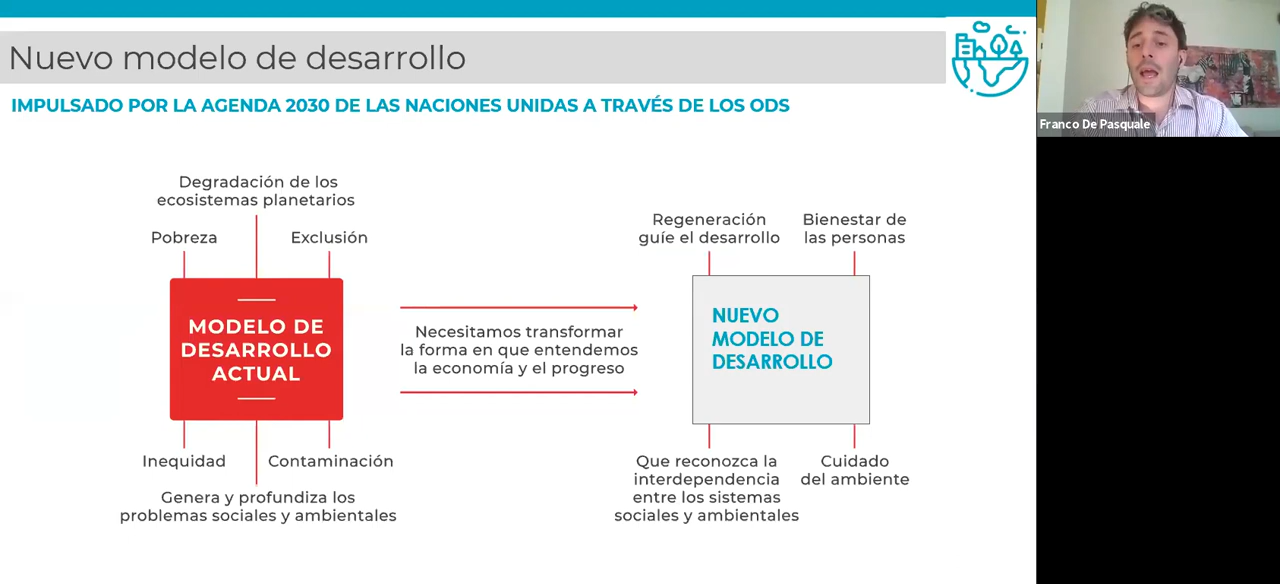 Nuevo modelo de desarrollo
IMPULSADO POR LA AGENDA 2030 DE LAS NACIONES UNIDAS A TRAVÉS DE LOS ODS
Franco De Pasquale
Degradación de los
ecosistemas planetarios
Pobreza
Exclusión
MODELO DE
DESARROLLO
ACTUAL
Inequidad
Contaminación
Genera y profundiza los
problemas sociales y ambientales
Necesitamos transformar
la forma en que entendemos
la economía y el progreso
Regeneración
guíe el desarrollo
Bienestar de
las personas
NUEVO
MODELO DE
DESARROLLO
Que reconozca la
interdependencia
entre los sistemas
sociales y ambientales
Cuidado
del ambiente